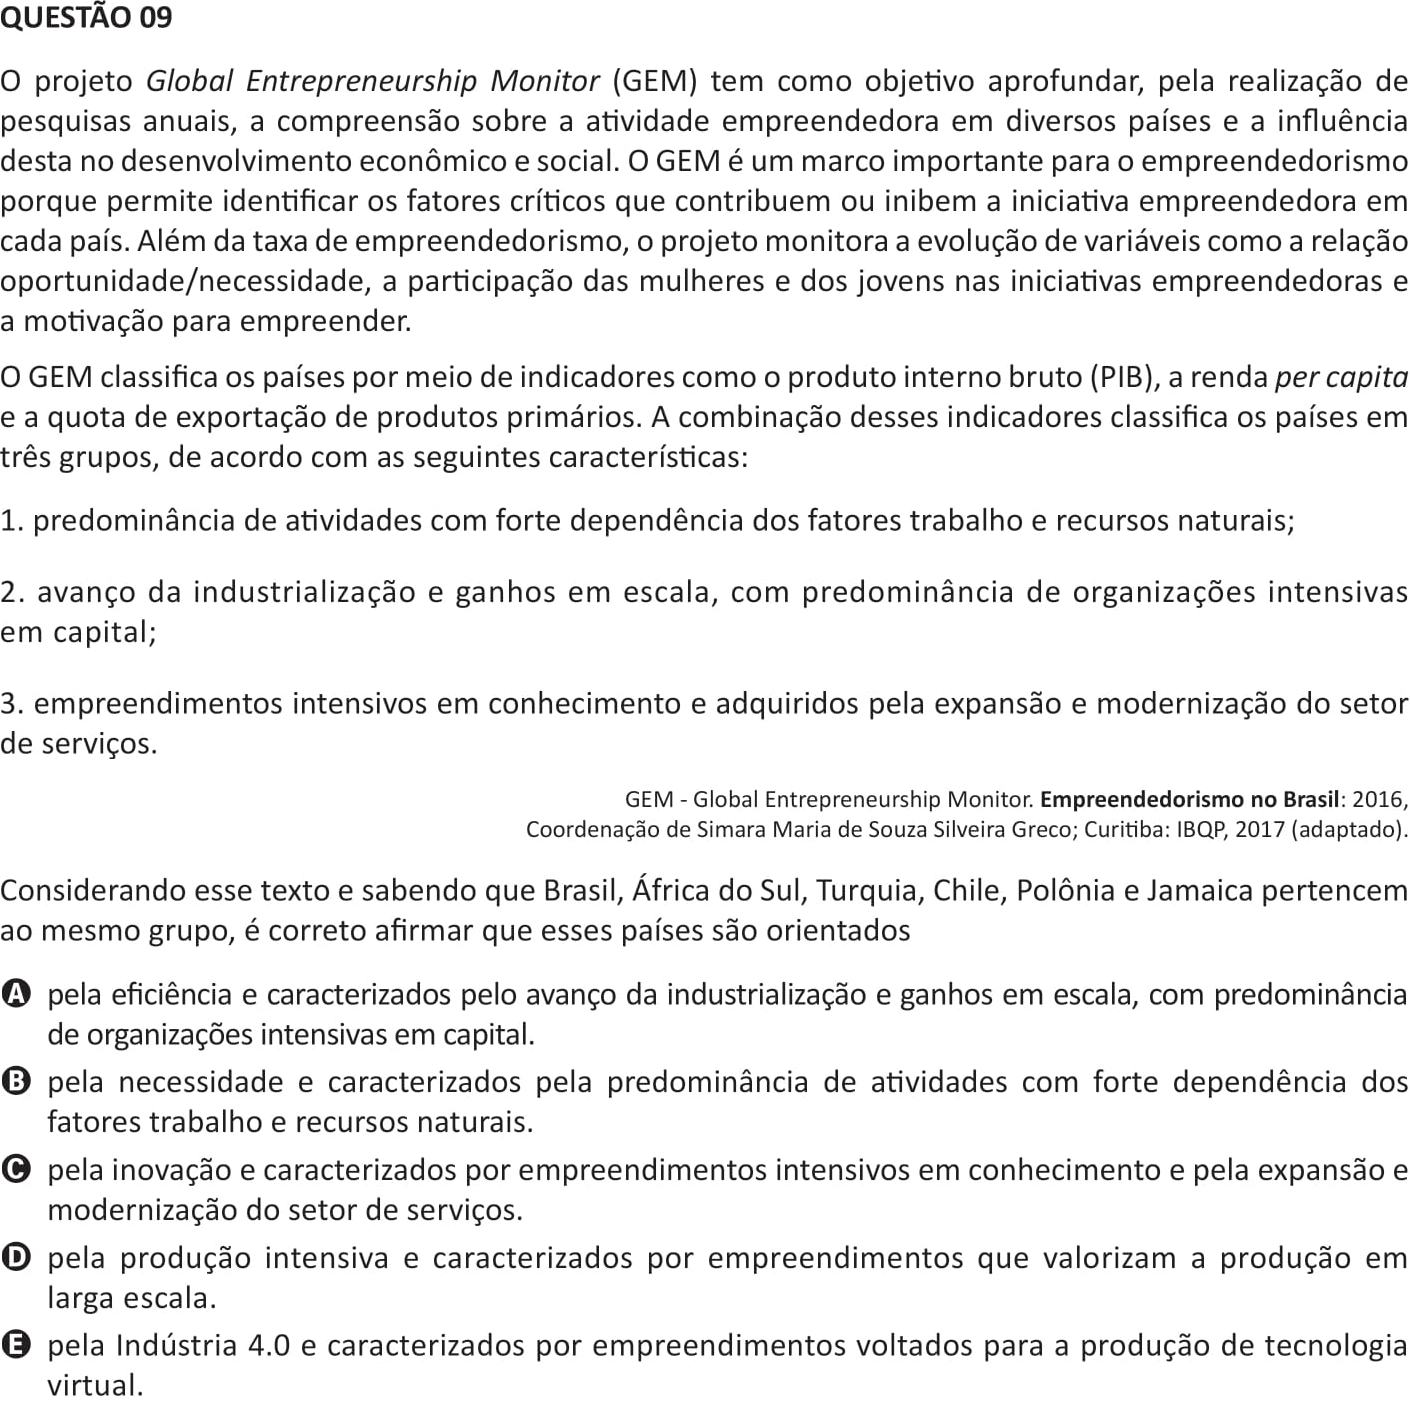 QUESTÃO 09
O projeto Global Entrepreneurship Monitor (GEM) tem como objetivo aprofundar, pela realização de
pesquisas anuais, a compreensão sobre a atividade empreendedora em diversos países e a influência
desta no desenvolvimento econômico e social. O GEM é um marco importante para o empreendedorismo
porque permite identificar os fatores críticos que contribuem ou inibem a iniciativa empreendedora em
cada país. Além da taxa de empreendedorismo, o projeto monitora a evolução de variáveis como a relação
oportunidade/necessidade, a participação das mulheres e dos jovens nas iniciativas empreendedoras e
a motivação para empreender.
O GEM classifica os países por meio de indicadores como o produto interno bruto (PIB), a renda per capita
e a quota de exportação de produtos primários. A combinação desses indicadores classifica os países em
três grupos, de acordo com as seguintes características:
1. predominância de atividades com forte dependência dos fatores trabalho e recursos naturais;
2. avanço da industrialização e ganhos em escala, com predominância de organizações intensivas
em capital;
3. empreendimentos intensivos em conhecimento e adquiridos pela expansão e modernização do setor
de serviços.
GEM - Global Entrepreneurship Monitor. Empreendedorismo no Brasil: 2016,
Coordenação de Simara Maria de Souza Silveira Greco; Curitiba: IBQP, 2017 (adaptado).
Considerando esse texto e sabendo que Brasil, África do Sul, Turquia, Chile, Polônia e Jamaica pertencem
ao mesmo grupo, é correto afirmar que esses países são orientados
A pela eficiência e caracterizados pelo avanço da industrialização e ganhos em escala, com predominância
de organizações intensivas em capital.
B pela necessidade e caracterizados pela predominância de atividades com forte dependência dos
fatores trabalho e recursos naturais.
C pela inovação e caracterizados por empreendimentos intensivos em conhecimento e pela expansão e
modernização do setor de serviços.
D pela produção intensiva e caracterizados por empreendimentos que valorizam a produção em
larga escala.
E pela Indústria 4.0 e caracterizados por empreendimentos voltados para a produção de tecnologia
virtual.